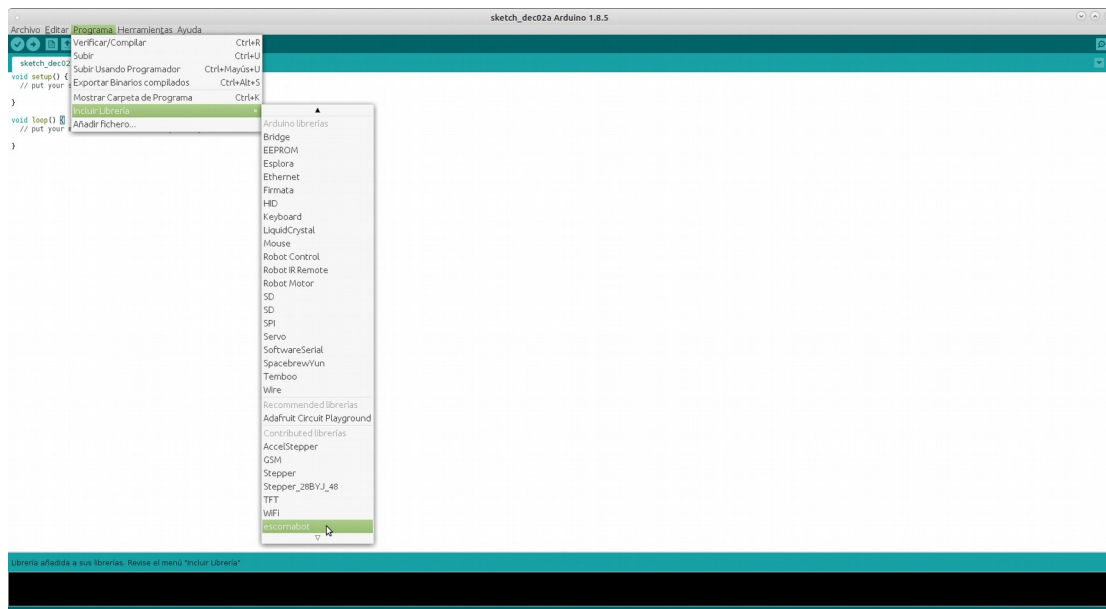 sketch_dec02a Arduino 1.8.5
Archivo Editar Programa Herramientas Ayuda
Verificar/Compilar Ctrl+R
Subir Ctrl+U
Subir Usando Programador Ctrl+Mayús+U
Exportar Binarios compilados Ctrl+Alt+S
Mostrar Carpeta de Programa Ctrl+K
Incluir Librería
Añadir fichero...
sketch_dec02
void setup() {
// put your
}
void loop() {
// put your
}
Arduino librerías
Bridge
EEPROM
Esplora
Ethernet
Firmata
HID
Keyboard
LiquidCrystal
Mouse
Robot Control
Robot IR Remote
Robot Motor
SD
SD
SPI
Servo
SoftwareSerial
SpacebrewYun
Temboo
Wire
Recommended librerías
Adafruit Circuit Playground
Contributed librerías
AccelStepper
GSM
Stepper
Stepper_28BYJ_48
TFT
WiFi
escornabot
Librería añadida a sus librerías. Revise el menú "Incluir Librería"